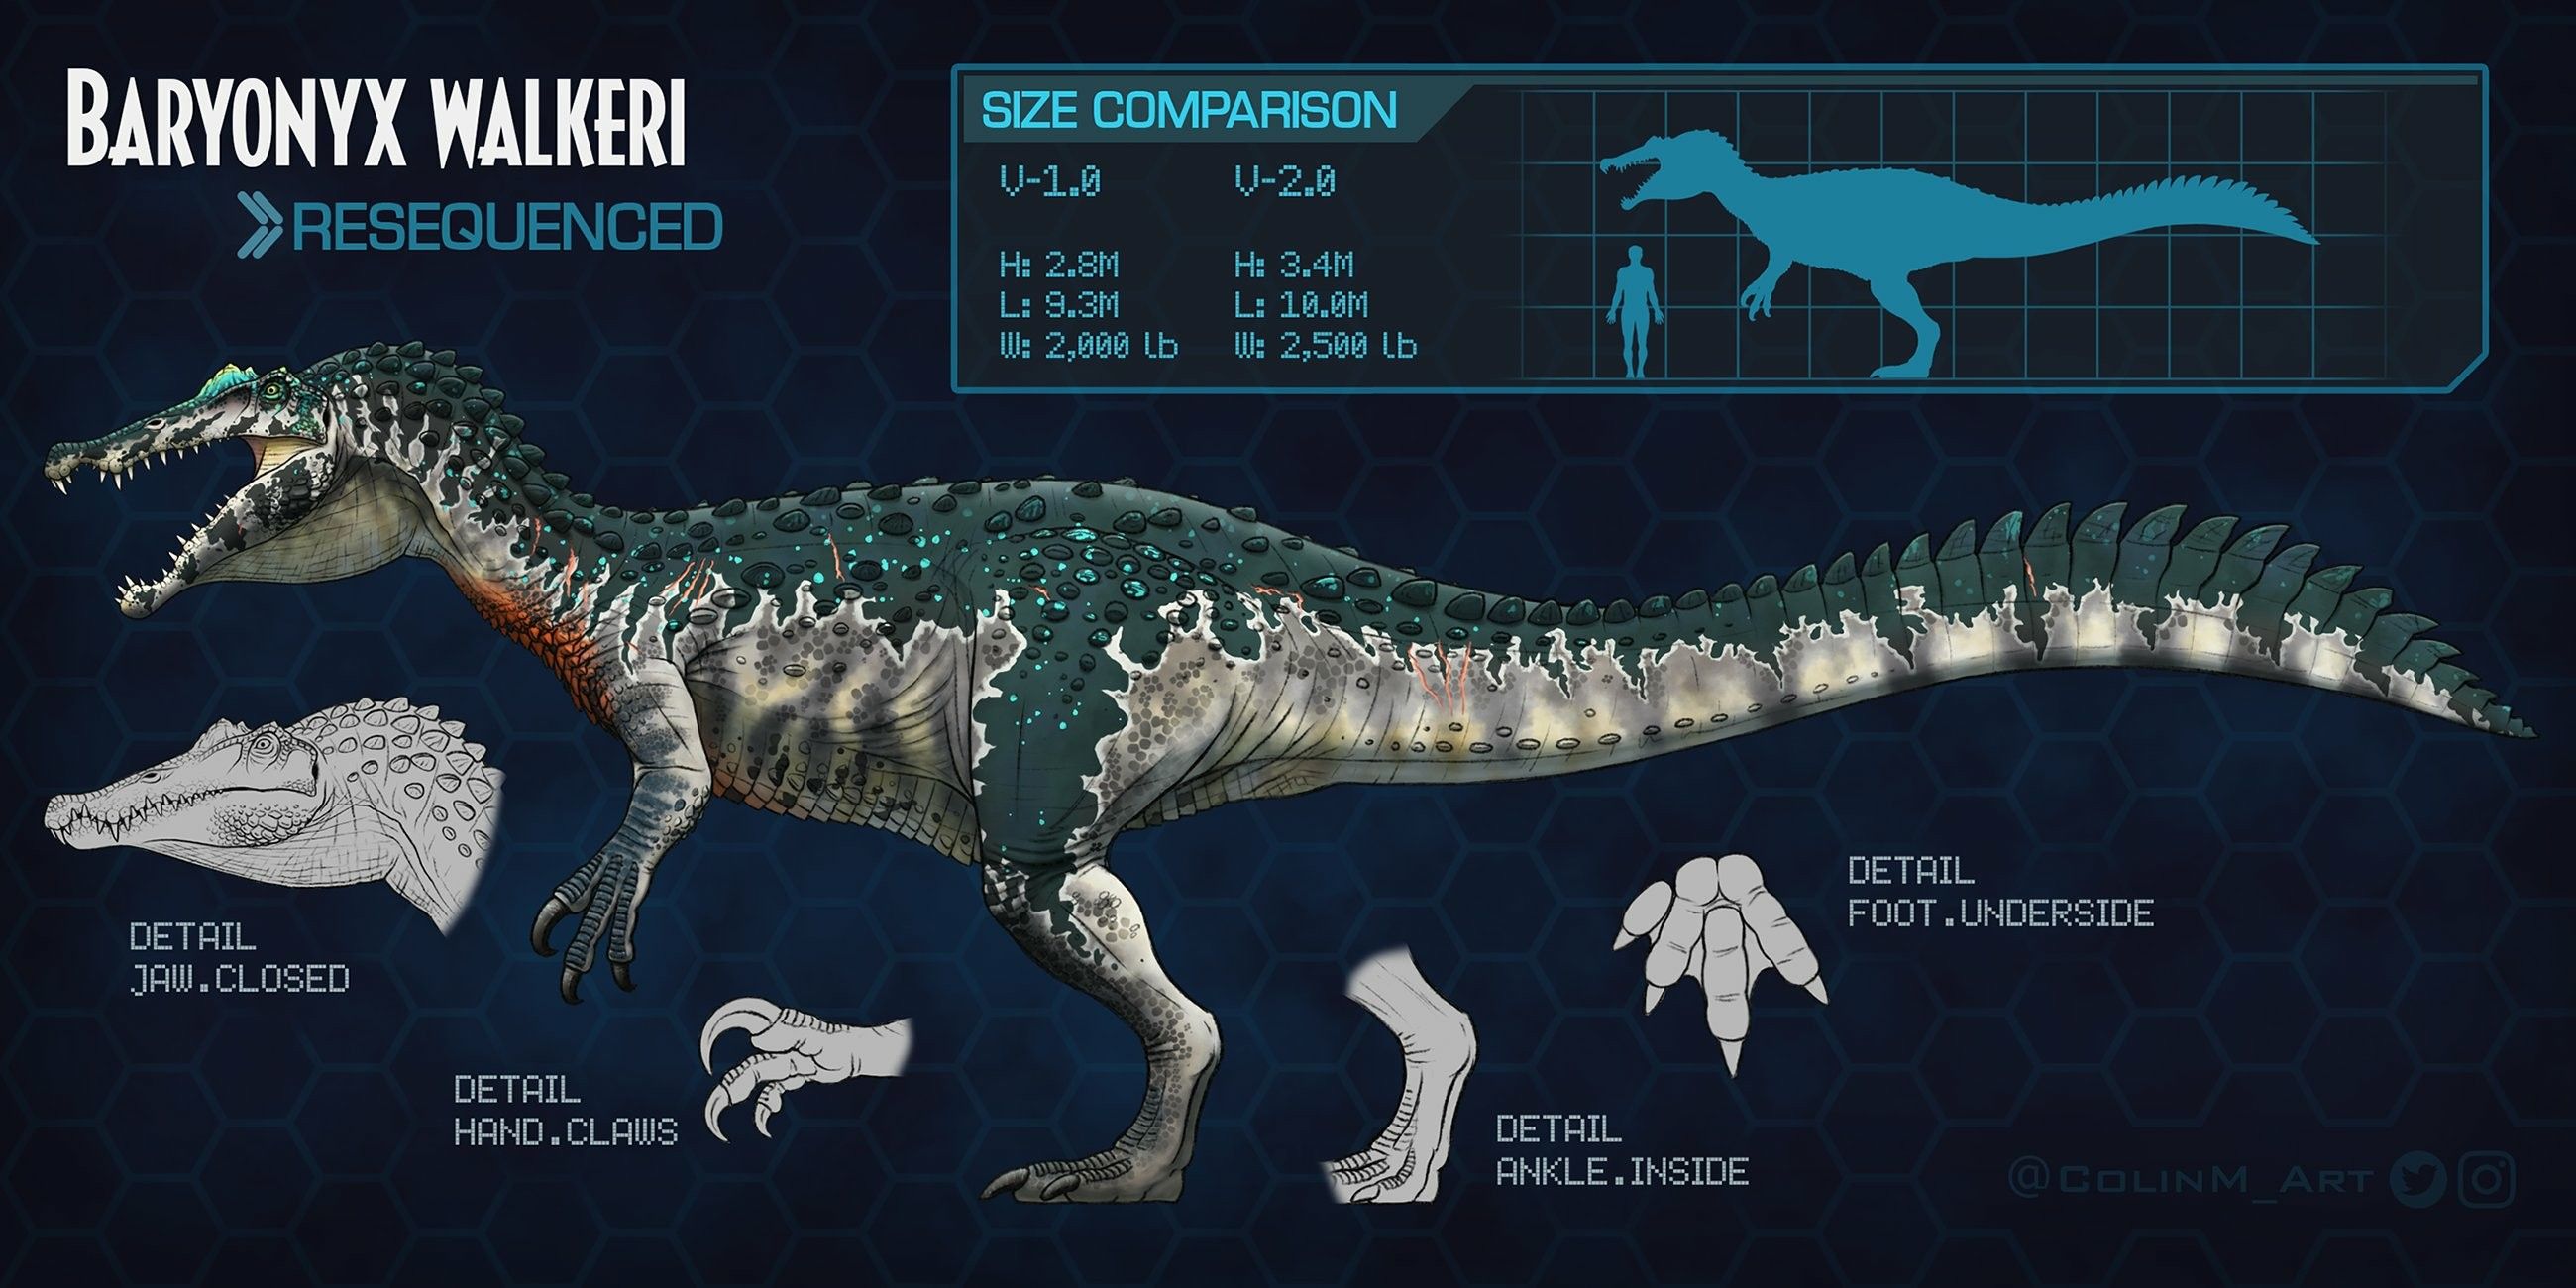 BARYONYX WALKERI
RESEQUENCED
SIZE COMPARISON
V-1.0
H: 2.8M
L: 9.3M
W: 2,000 lb
V-2.0
H: 3.4M
L: 10.0M
W: 2,500 lb
DETAIL
JAW.CLOSED
DETAIL
HAND.CLAWS
DETAIL
ANKLE.INSIDE
DETAIL
FOOT.UNDERSIDE
@COLINM_ART